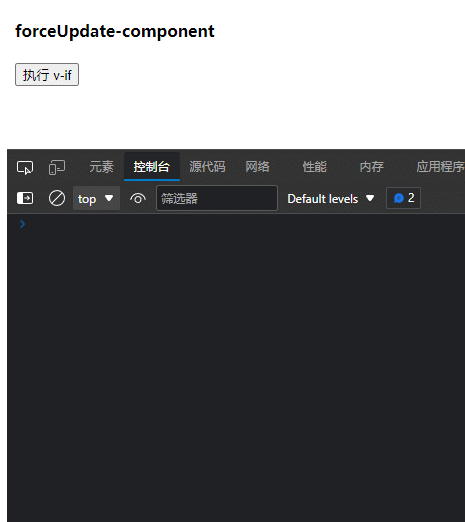 forceUpdate-component
执行 v-if
元素 控制台 源代码 网络 性能 内存 应用程序
top 筛选器 Default levels 2